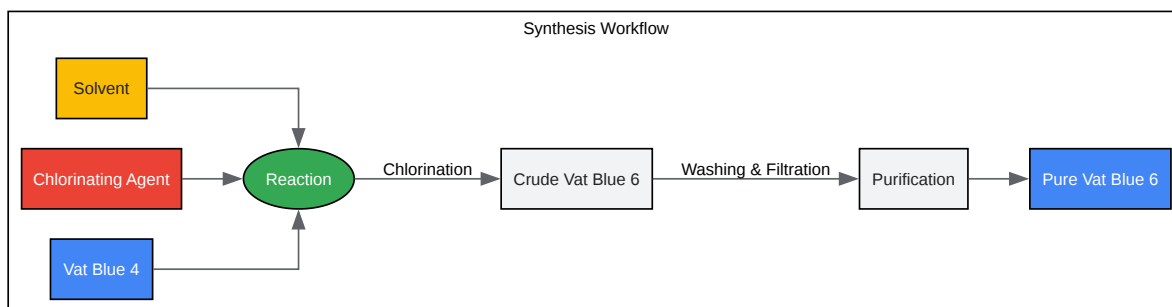 Synthesis Workflow
Solvent
Chlorinating Agent
Reaction
Chlorination
Crude Vat Blue 6
Washing & Filtration
Purification
Pure Vat Blue 6
Vat Blue 4